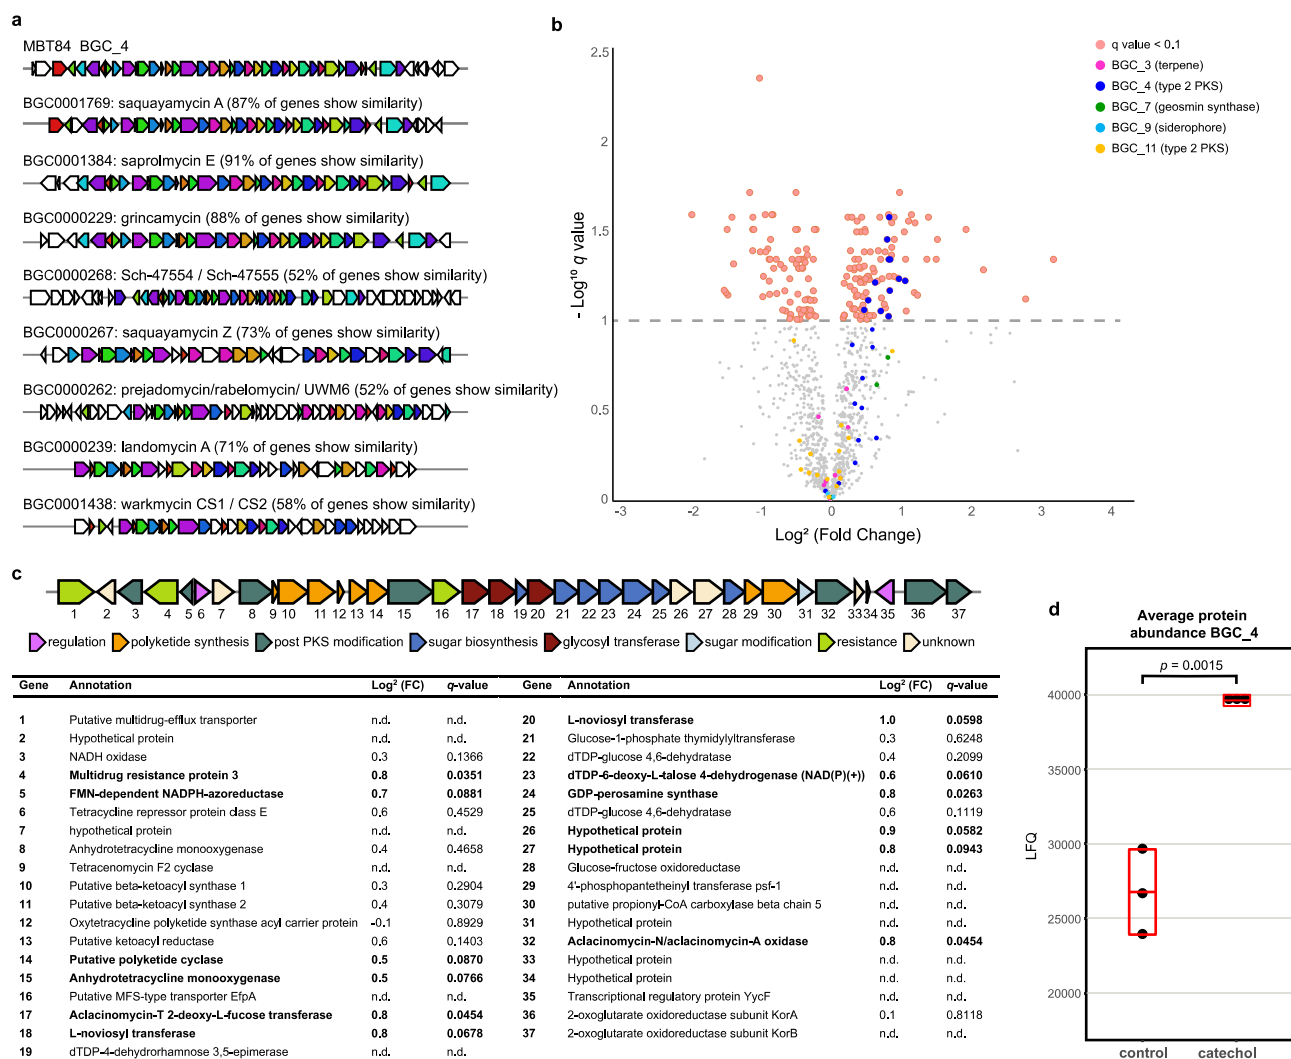 a
MBT84 BGC_4
BGC0001769: saquayamycin A (87% of genes show similarity)
BGC0001384: saprolmycin E (91% of genes show similarity)
BGC0000229: grincamycin (88% of genes show similarity)
BGC0000268: Sch-47554 / Sch-47555 (52% of genes show similarity)
BGC0000267: saquayamycin Z (73% of genes show similarity)
BGC0000262: prejadomycin/rabelomycin/ UWM6 (52% of genes show similarity)
BGC0000239: landomycin A (71% of genes show similarity)
BGC0001438: warkmycin CS1 / CS2 (58% of genes show similarity)
b
2.5
2
1.5
1
0.5
0
- Log¹⁰ q value
-3 -2 -1 0 1 2 3 4
Log² (Fold Change)
q value < 0.1
BGC_3 (terpene)
BGC_4 (type 2 PKS)
BGC_7 (geosmin synthase)
BGC_9 (siderophore)
BGC_11 (type 2 PKS)
c
1 2 3 4 5 6 7 8 9 10 11 12 13 14 15 16 17 18 19 20 21 22 23 24 25 26 27 28 29 30 31 32 33 34 35 36 37
regulation polyketide synthesis post PKS modification sugar biosynthesis glycosyl transferase sugar modification resistance unknown
Gene Annotation Log² (FC) q-value Gene Annotation Log² (FC) q-value
1 Putative multidrug-efflux transporter n.d. n.d. 20 L-noviosyl transferase 1.0 0.0598
2 Hypothetical protein n.d. n.d. 21 Glucose-1-phosphate thymidylyltransferase 0.3 0.6248
3 NADH oxidase 0.3 0.1366 22 dTDP-glucose 4,6-dehydratase 0.4 0.2099
4 Multidrug resistance protein 3 0.8 0.0351 23 dTDP-6-deoxy-L-talose 4-dehydrogenase (NAD(P)(+)) 0.6 0.0610
5 FMN-dependent NADPH-azoreductase 0.7 0.0881 24 GDP-perosamine synthase 0.8 0.0263
6 Tetracycline repressor protein class E 0.6 0.4529 25 dTDP-glucose 4,6-dehydratase 0.6 0.1119
7 hypothetical protein n.d. n.d. 26 Hypothetical protein 0.9 0.0582
8 Anhydrotetracycline monooxygenase 0.4 0.4658 27 Hypothetical protein 0.8 0.0943
9 Tetracenomycin F2 cyclase n.d. n.d. 28 Glucose-fructose oxidoreductase n.d. n.d.
10 Putative beta-ketoacyl synthase 1 0.3 0.2904 29 4'-phosphopantetheinyl transferase psf-1 n.d. n.d.
11 Putative beta-ketoacyl synthase 2 0.4 0.3079 30 putative propionyl-CoA carboxylase beta chain 5 n.d. n.d.
12 Oxytetracycline polyketide synthase acyl carrier protein -0.1 0.8929 31 Hypothetical protein n.d. n.d.
13 Putative ketoacyl reductase 0.6 0.1403 32 Aclacinomycin-N/aclacinomycin-A oxidase 0.8 0.0454
14 Putative polyketide cyclase 0.5 0.0870 33 Hypothetical protein n.d. n.d.
15 Anhydrotetracycline monooxygenase 0.5 0.0766 34 Hypothetical protein n.d. n.d.
16 Putative MFS-type transporter EfpA n.d. n.d. 35 Transcriptional regulatory protein YycF n.d. n.d.
17 Aclacinomycin-T 2-deoxy-L-fucose transferase 0.8 0.0454 36 2-oxoglutarate oxidoreductase subunit KorA 0.1 0.8118
18 L-noviosyl transferase 0.8 0.0678 37 2-oxoglutarate oxidoreductase subunit KorB n.d. n.d.
19 dTDP-4-dehydrorhamnose 3,5-epimerase n.d. n.d.
d
Average protein
abundance BGC_4
p = 0.0015
40000
35000
30000
25000
20000
LFQ
control catechol